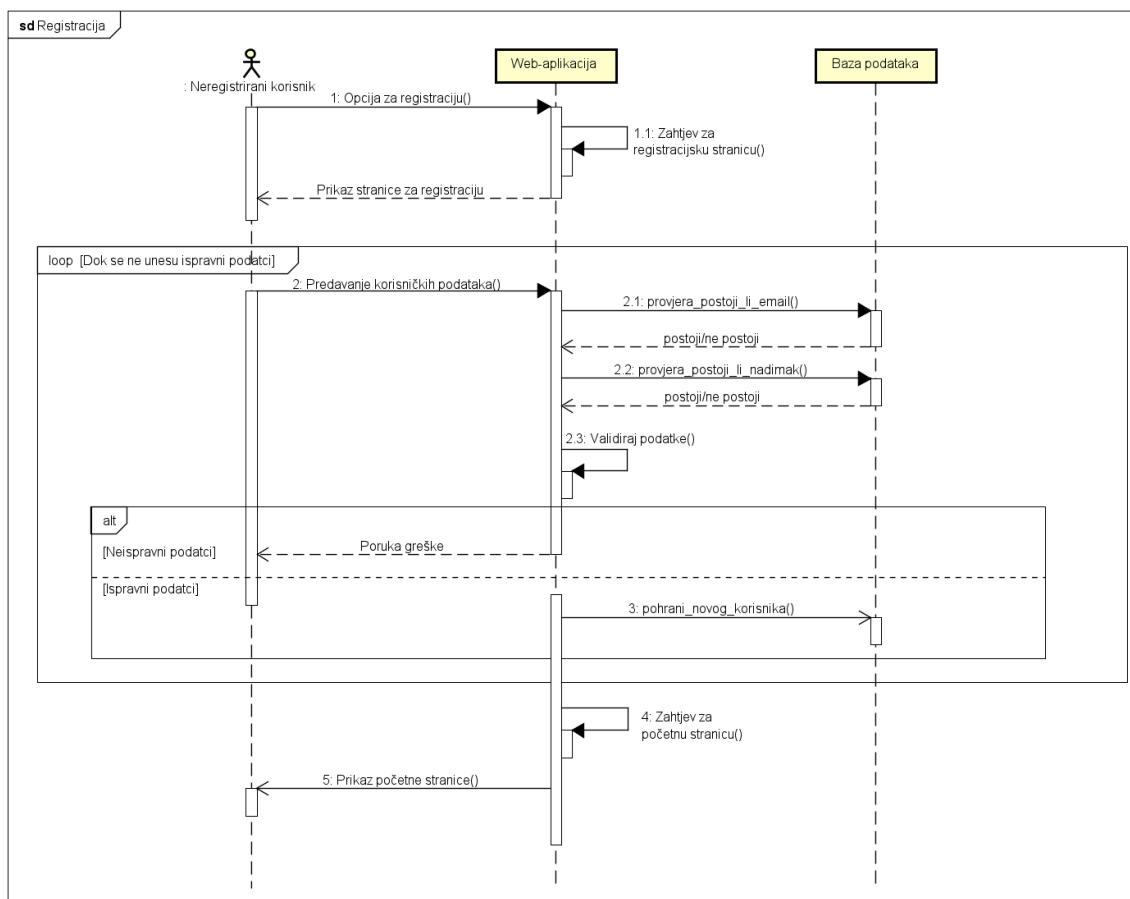 sd Registracija
: Neregistrirani korisnik
Web-aplikacija
Baza podataka
1: Opcija za registraciju()
1.1: Zahtjev za
registracijsku stranicu()
Prikaz stranice za registraciju
loop [Dok se ne unesu ispravni podatci]
2: Predavanje korisničkih podataka()
2.1: provjera_postoji_li_email()
postoji/ne postoji
2.2: provjera_postoji_li_nadimak()
postoji/ne postoji
2.3: Validiraj podatke()
alt
[Neispravni podatci]
Poruka greške
[Ispravni podatci]
3: pohrani_novog_korisnika()
4: Zahtjev za
početnu stranicu()
5: Prikaz početne stranice()